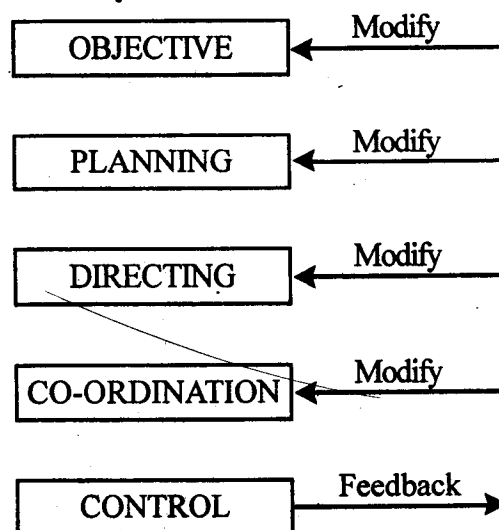 OBJECTIVE
Modify
PLANNING
Modify
DIRECTING
Modify
CO-ORDINATION
Modify
CONTROL
Feedback